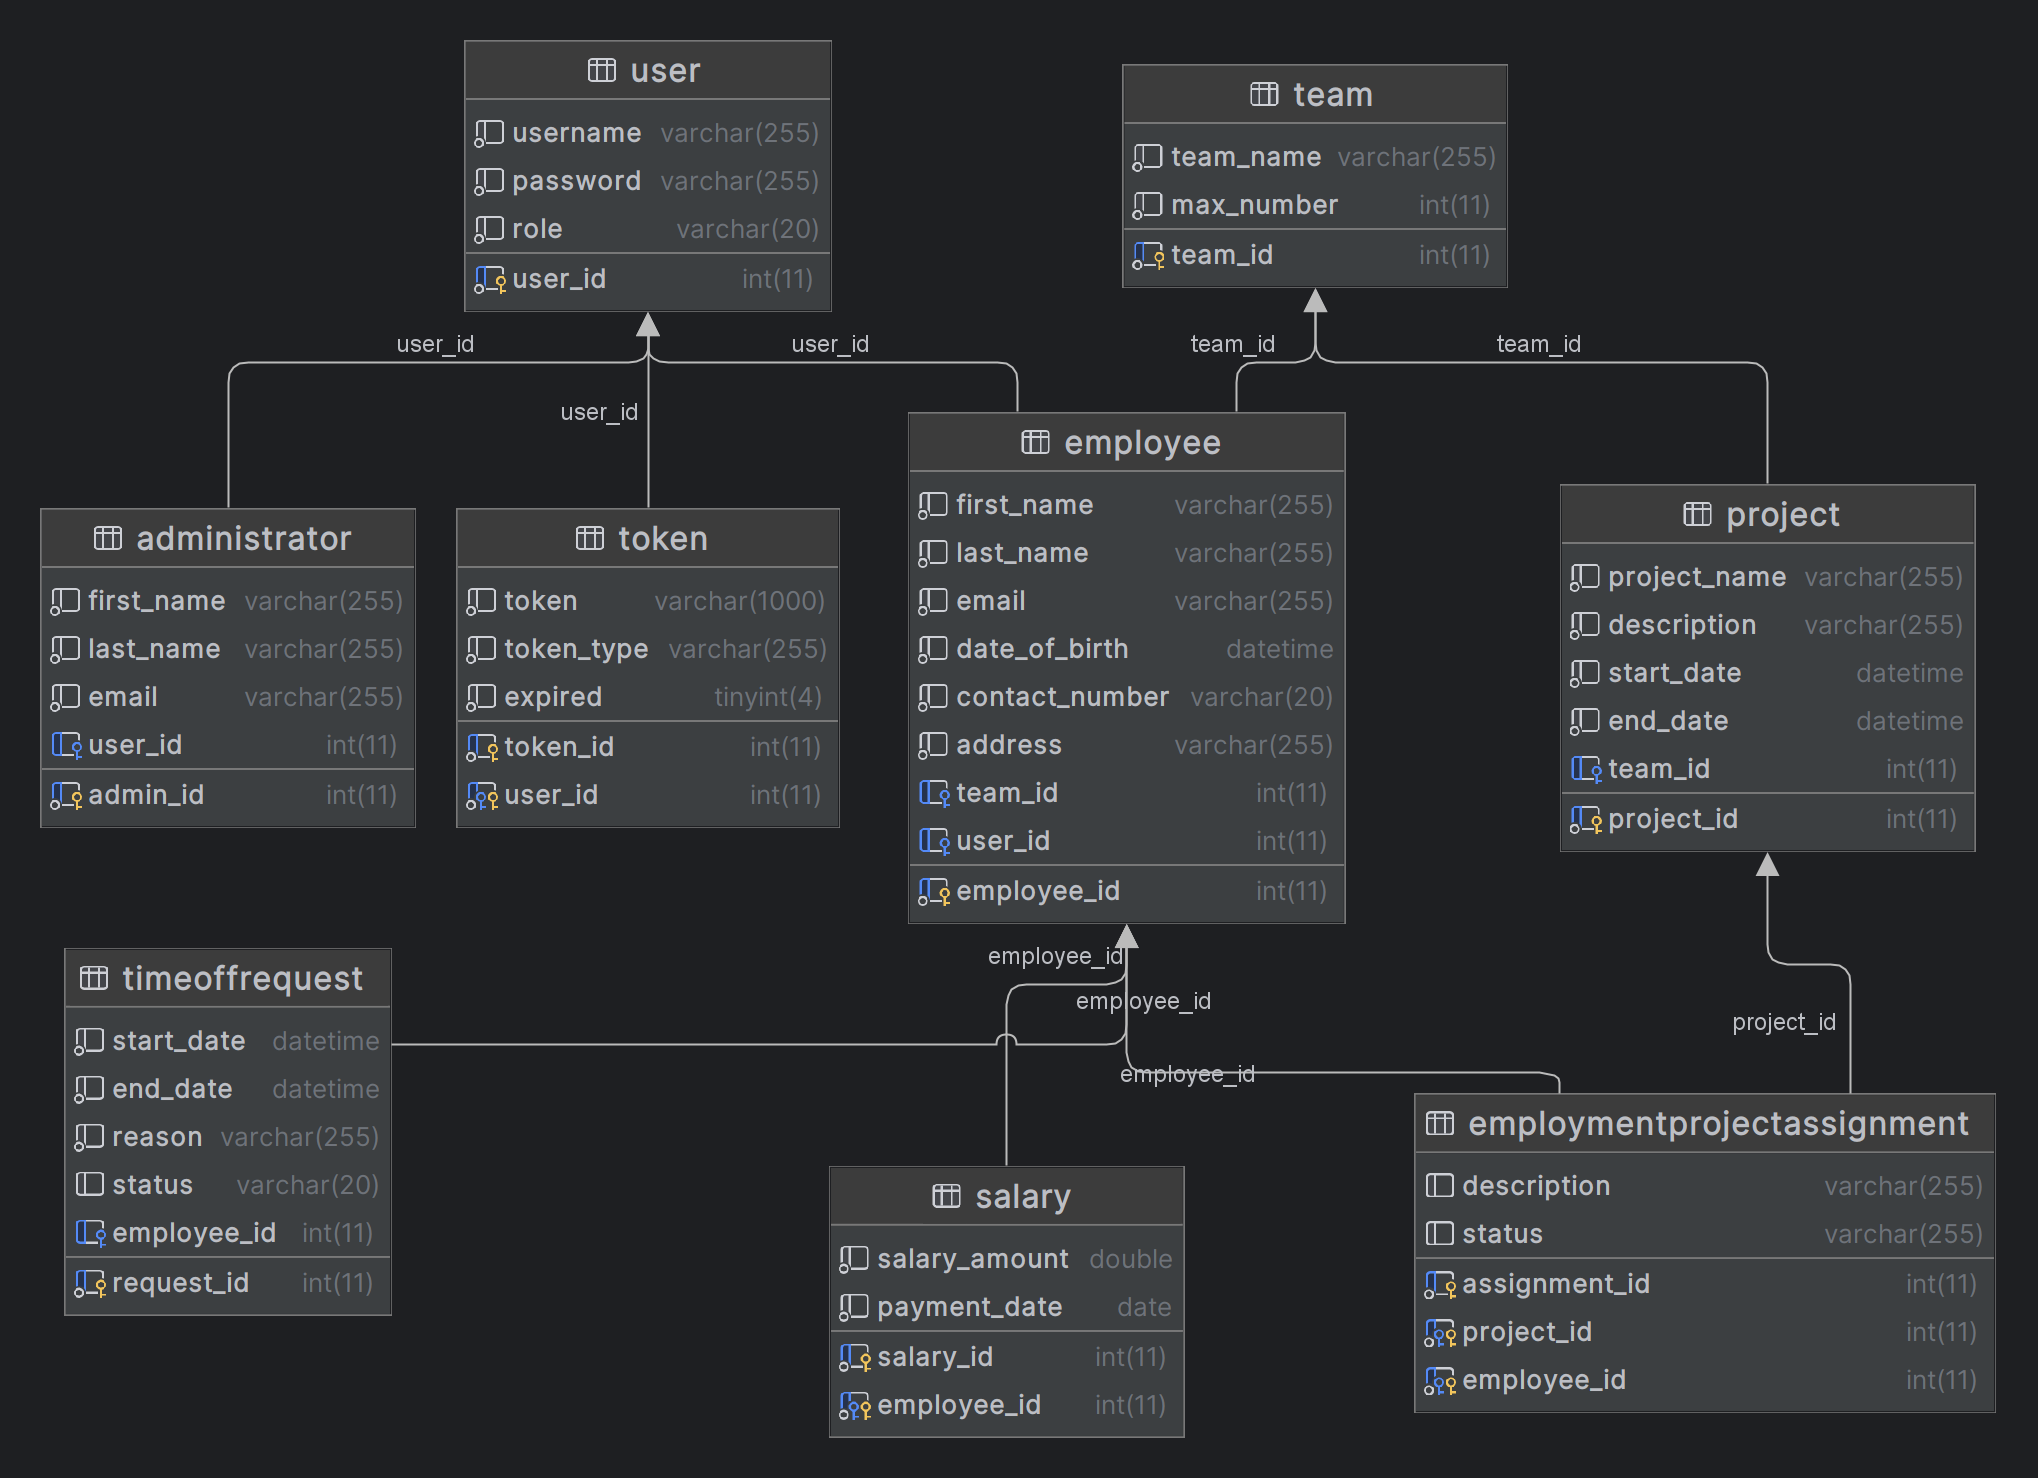 user
username varchar(255)
password varchar(255)
role varchar(20)
user_id int(11)
team
team_name varchar(255)
max_number int(11)
team_id int(11)
user_id
user_id
team_id
team_id
user_id
employee
first_name varchar(255)
last_name varchar(255)
email varchar(255)
date_of_birth datetime
contact_number varchar(20)
address varchar(255)
team_id int(11)
user_id int(11)
employee_id int(11)
project
project_name varchar(255)
description varchar(255)
start_date datetime
end_date datetime
team_id int(11)
project_id int(11)
administrator
first_name varchar(255)
last_name varchar(255)
email varchar(255)
user_id int(11)
admin_id int(11)
token
token varchar(1000)
token_type varchar(255)
expired tinyint(4)
token_id int(11)
user_id int(11)
employee_id
employee_id
project_id
employee_id
timeoffrequest
start_date datetime
end_date datetime
reason varchar(255)
status varchar(20)
employee_id int(11)
request_id int(11)
salary
salary_amount double
payment_date date
salary_id int(11)
employee_id int(11)
employmentprojectassignment
description varchar(255)
status varchar(255)
assignment_id int(11)
project_id int(11)
employee_id int(11)